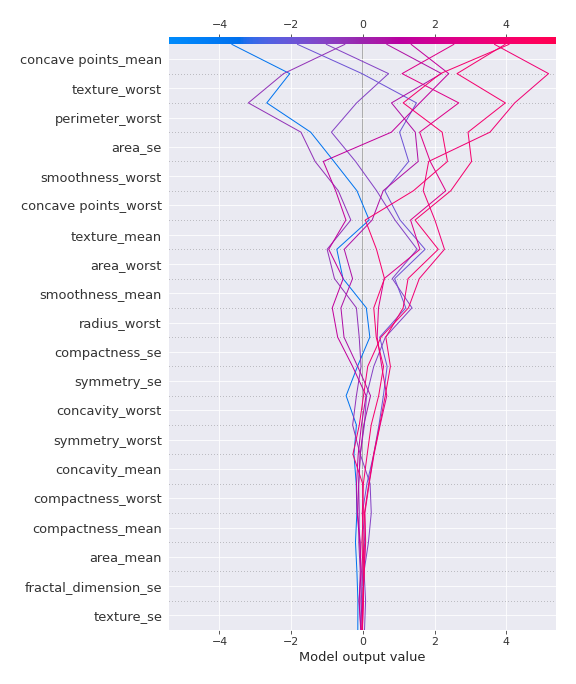 −4 −2 0 2 4
concave points_mean
texture_worst
perimeter_worst
area_se
smoothness_worst
concave points_worst
texture_mean
area_worst
smoothness_mean
radius_worst
compactness_se
symmetry_se
concavity_worst
symmetry_worst
concavity_mean
compactness_worst
compactness_mean
area_mean
fractal_dimension_se
texture_se
−4 −2 0 2 4
Model output value